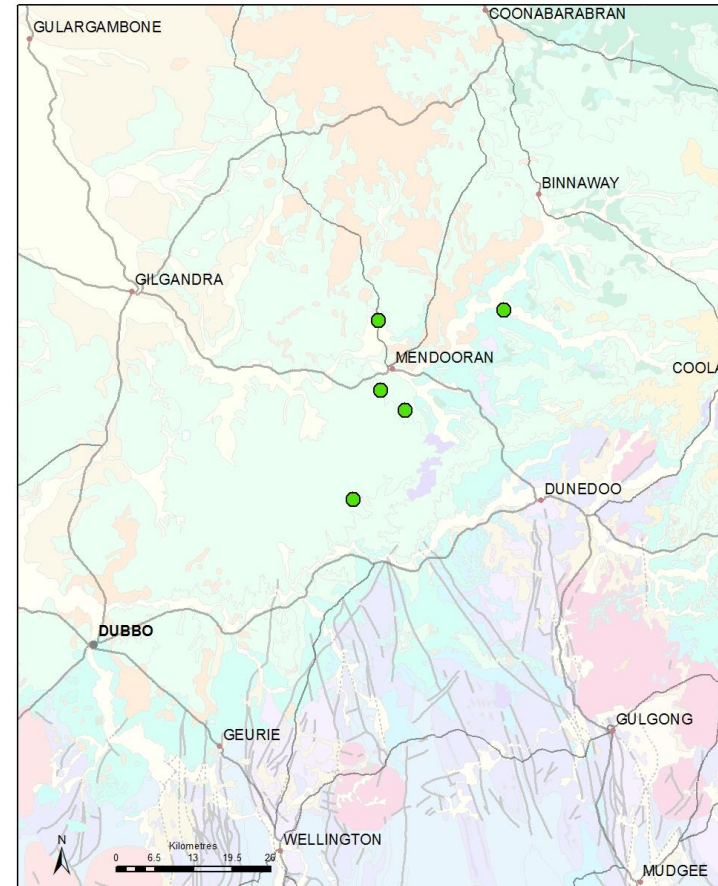 COONABARABRAN
GULARGAMBONE
BINNAWAY
GILGANDRA
MENDOORAN
COOLA
DUNEDOO
DUBBO
GULGONG
GEURIE
WELLINGTON
N
Kilometres
0 6.5 13 19.5 26
MUDGEE